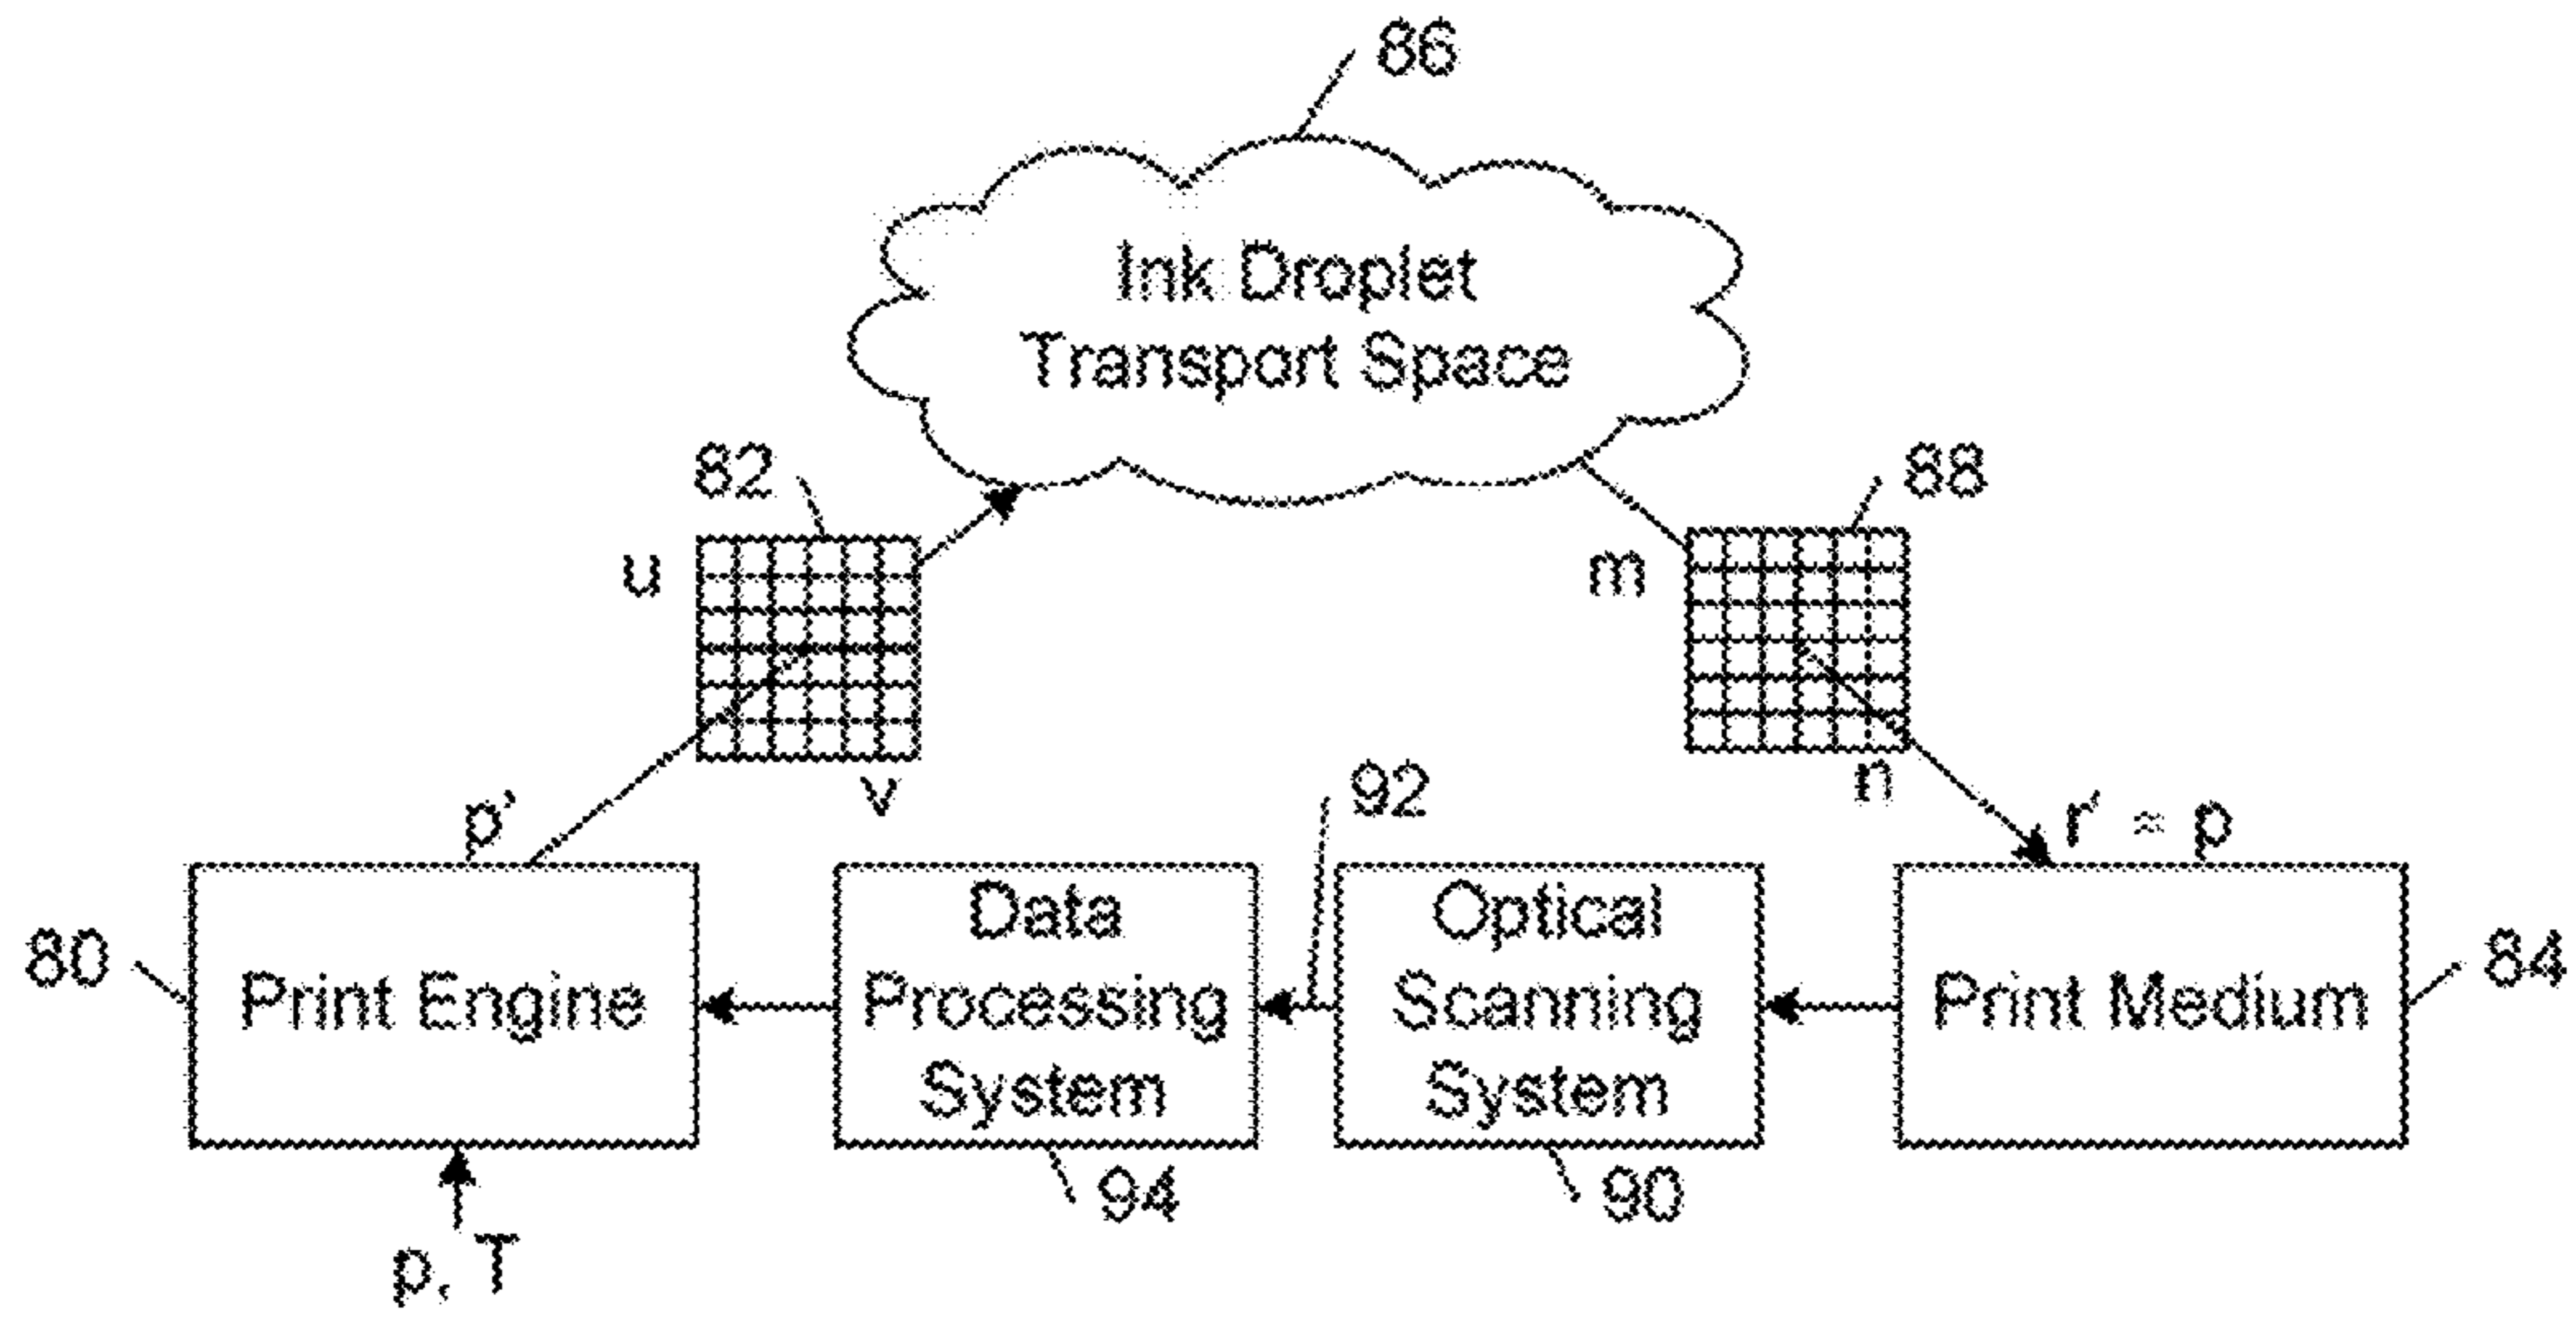 86
Ink Droplet
Transport Space
82
88
u
m
v
n
92
p'
r' = p
80
Print Engine
Data
Processing
System
Optical
Scanning
System
Print Medium
84
94
90
p, T